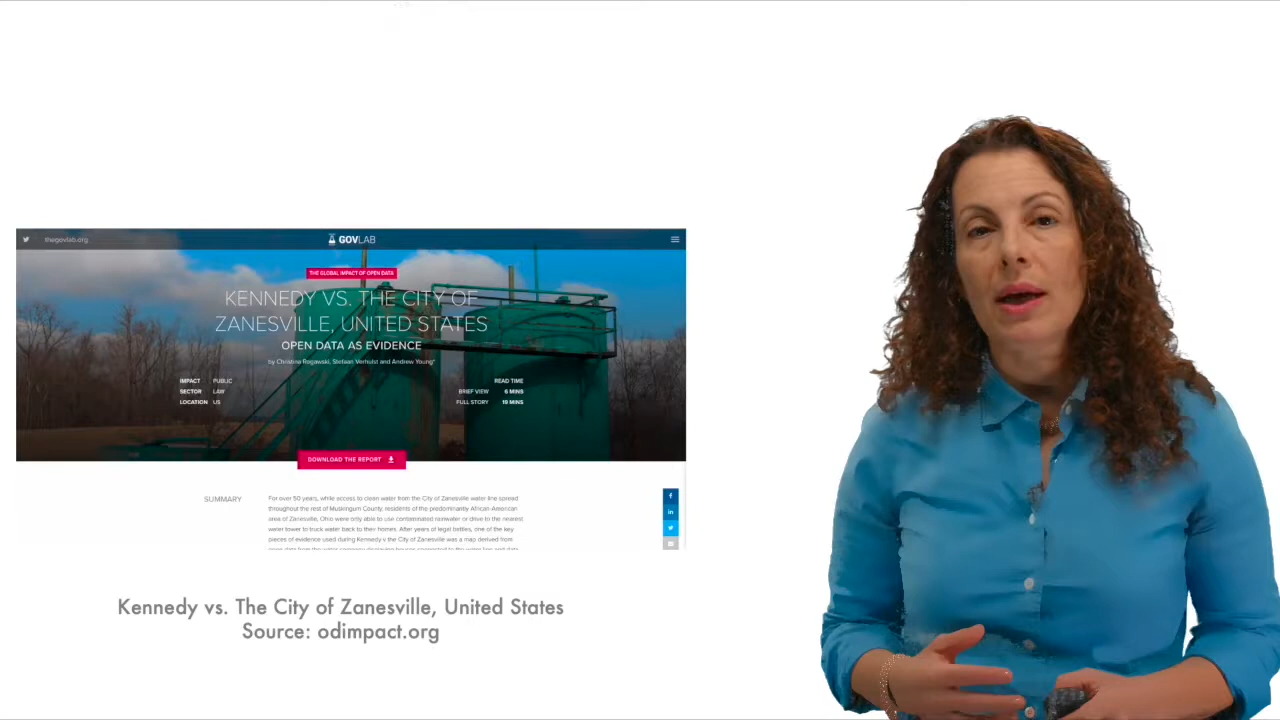 thegovlab.org
GOVLAB
THE GLOBAL IMPACT OF OPEN DATA
KENNEDY VS. THE CITY OF
ZANESVILLE, UNITED STATES
OPEN DATA AS EVIDENCE
by Christina Rogawski, Stefaan Verhulst and Andrew Young*
IMPACT PUBLIC
SECTOR LAW
LOCATION US
READ TIME
BRIEF VIEW 6 MINS
FULL STORY 19 MINS
DOWNLOAD THE REPORT
SUMMARY
For over 50 years, while access to clean water from the City of Zanesville water line spread
throughout the rest of Muskingum County, residents of the predominantly African-American
area of Zanesville, Ohio were only able to use contaminated rainwater or drive to the nearest
water tower to truck water back to their homes. After years of legal battles, one of the key
pieces of evidence used during Kennedy v the City of Zanesville was a map derived from
Kennedy vs. The City of Zanesville, United States
Source: odimpact.org